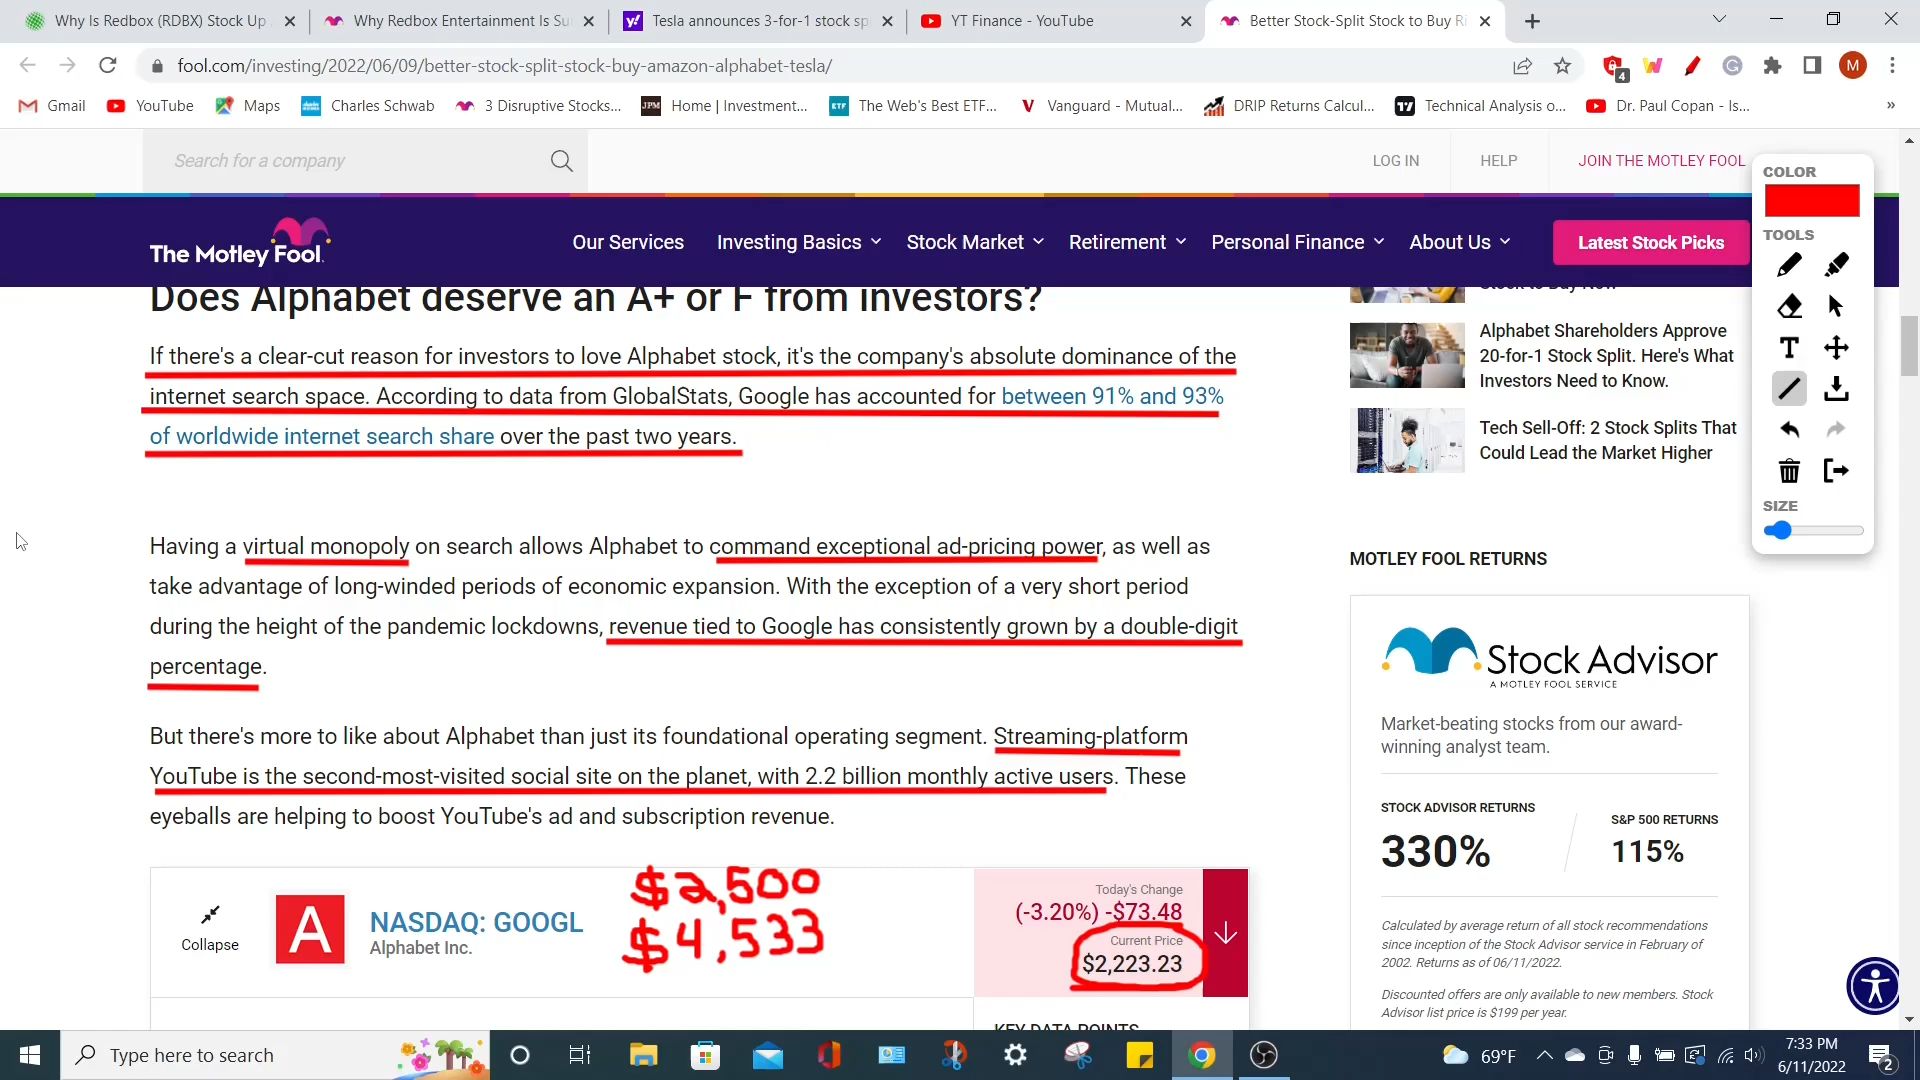 Why Is Redbox (RDBX) Stock Up
Why Redbox Entertainment Is Su
Tesla announces 3-for-1 stock sp
YT Finance - YouTube
Better Stock-Split Stock to Buy Ri
fool.com/investing/2022/06/09/better-stock-split-stock-buy-amazon-alphabet-tesla/
4
M
Gmail
YouTube
Maps
Charles Schwab
3 Disruptive Stocks...
JPM
Home | Investment...
ETF
The Web's Best ETF...
Vanguard - Mutual...
DRIP Returns Calcul...
Technical Analysis o...
Dr. Paul Copan - Is...
»
Search for a company
LOG IN
HELP
JOIN THE MOTLEY FOOL
The Motley Fool.
Our Services
Investing Basics
Stock Market
Retirement
Personal Finance
About Us
Latest Stock Picks
COLOR
TOOLS
T
SIZE
Does Alphabet deserve an A+ or F from investors?
If there's a clear-cut reason for investors to love Alphabet stock, it's the company's absolute dominance of the
internet search space. According to data from GlobalStats, Google has accounted for between 91% and 93%
of worldwide internet search share over the past two years.
Having a virtual monopoly on search allows Alphabet to command exceptional ad-pricing power, as well as
take advantage of long-winded periods of economic expansion. With the exception of a very short period
during the height of the pandemic lockdowns, revenue tied to Google has consistently grown by a double-digit
percentage.
But there's more to like about Alphabet than just its foundational operating segment. Streaming-platform
YouTube is the second-most-visited social site on the planet, with 2.2 billion monthly active users. These
eyeballs are helping to boost YouTube's ad and subscription revenue.
Collapse
A
NASDAQ: GOOGL
Alphabet Inc.
$2,500
$4,533
Today's Change
(-3.20%) -$73.48
Current Price
$2,223.23
KEY DATA POINTS
Stock to Buy Now
Alphabet Shareholders Approve
20-for-1 Stock Split. Here's What
Investors Need to Know.
Tech Sell-Off: 2 Stock Splits That
Could Lead the Market Higher
MOTLEY FOOL RETURNS
Stock Advisor
A MOTLEY FOOL SERVICE
Market-beating stocks from our award-
winning analyst team.
STOCK ADVISOR RETURNS
330%
S&P 500 RETURNS
115%
Calculated by average return of all stock recommendations
since inception of the Stock Advisor service in February of
2002. Returns as of 06/11/2022.
Discounted offers are only available to new members. Stock
Advisor list price is $199 per year.
Type here to search
69°F
7:33 PM
6/11/2022
2